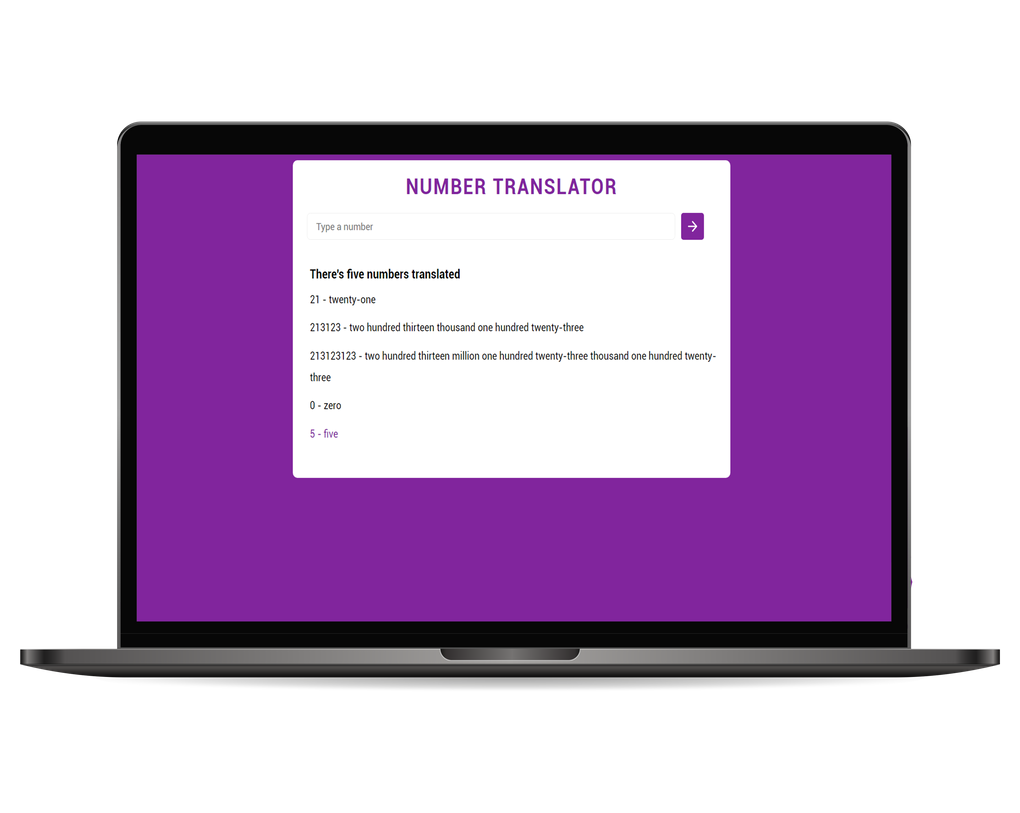 NUMBER TRANSLATOR
Type a number
There's five numbers translated
21 - twenty-one
213123 - two hundred thirteen thousand one hundred twenty-three
213123123 - two hundred thirteen million one hundred twenty-three thousand one hundred twenty-
three
0 - zero
5 - five